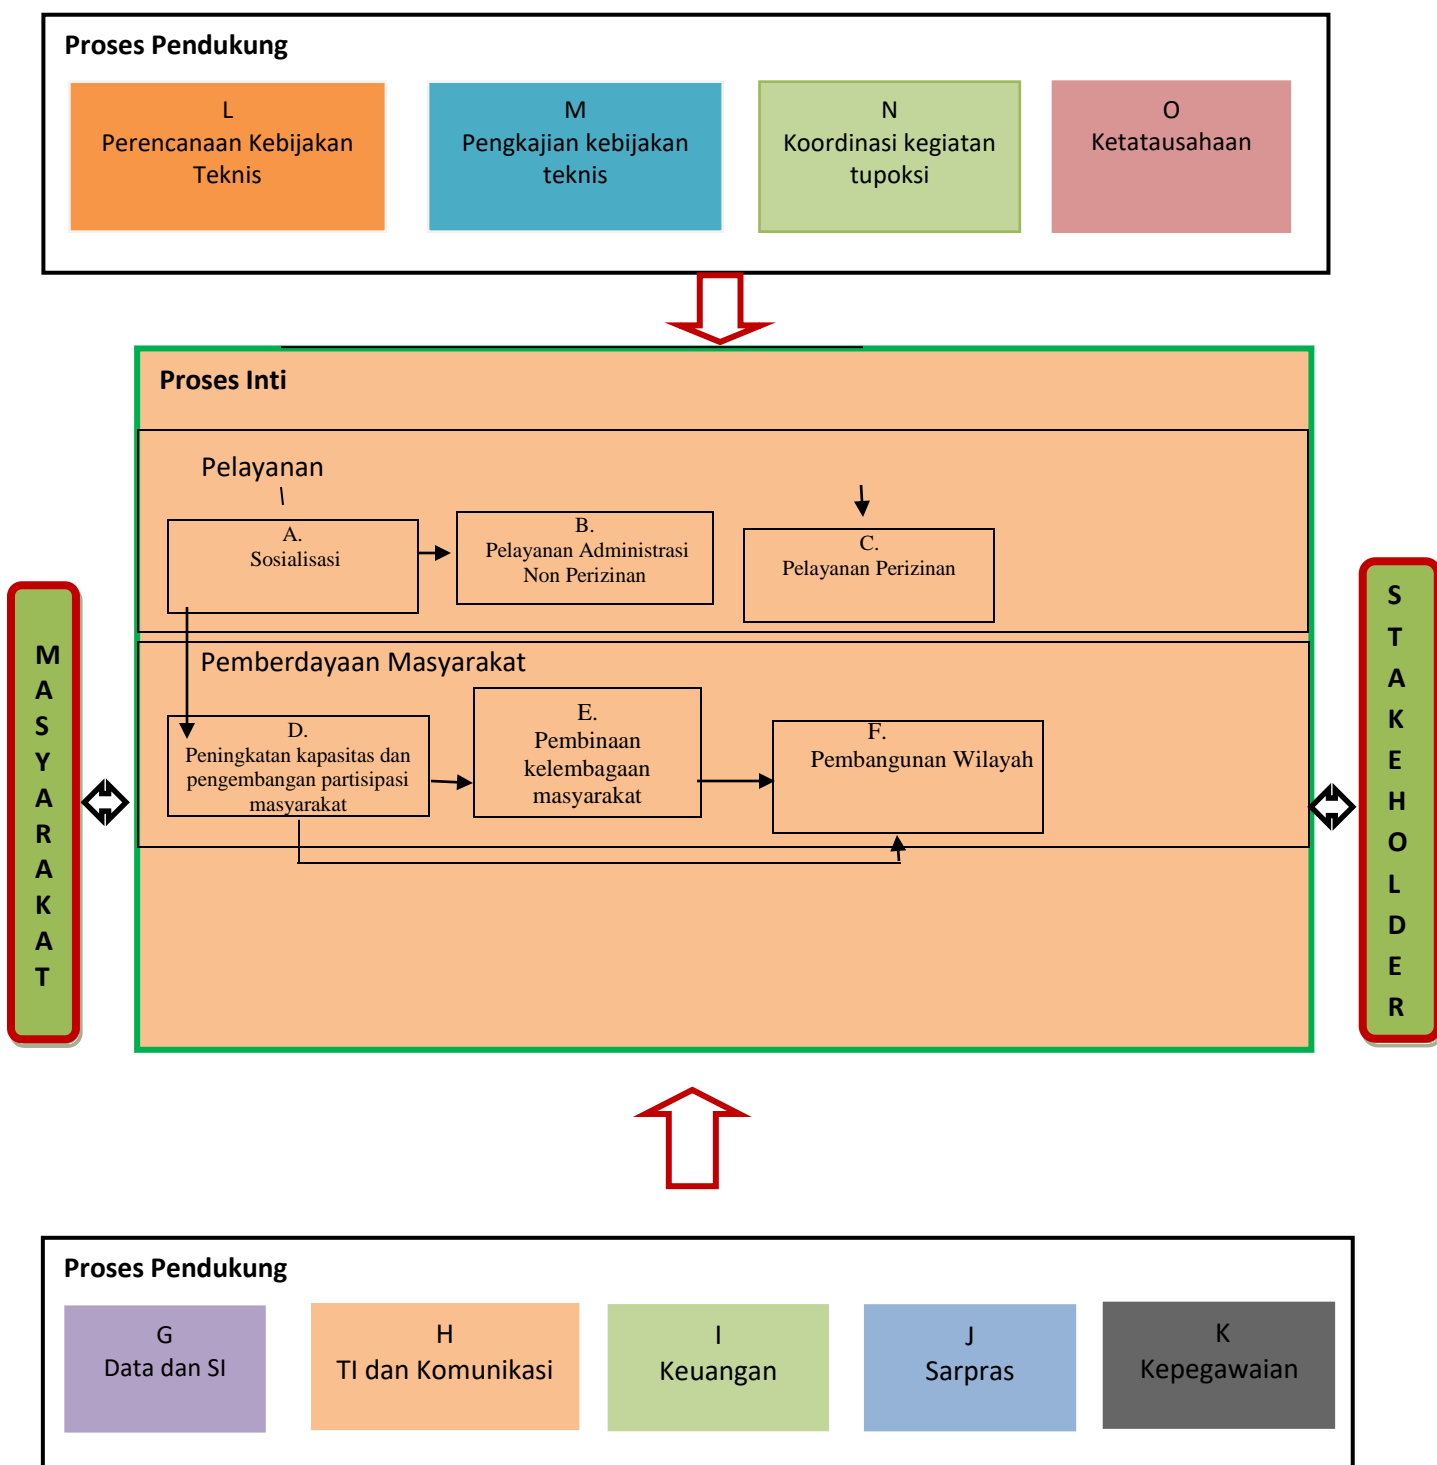 Proses Pendukung
L
Perencanaan Kebijakan
Teknis
M
Pengkajian kebijakan
teknis
N
Koordinasi kegiatan
tupoksi
O
Ketatausahaan
Proses Inti
Pelayanan
A.
Sosialisasi
B.
Pelayanan Administrasi
Non Perizinan
C.
Pelayanan Perizinan
Pemberdayaan Masyarakat
D.
Peningkatan kapasitas dan
pengembangan partisipasi
masyarakat
E.
Pembinaan
kelembagaan
masyarakat
F.
Pembangunan Wilayah
M
A
S
Y
A
R
A
K
A
T
S
T
A
K
E
H
O
L
D
E
R
Proses Pendukung
G
Data dan SI
H
TI dan Komunikasi
I
Keuangan
J
Sarpras
K
Kepegawaian